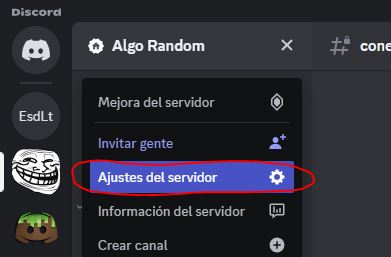 Discord
Algo Random
cone
Mejora del servidor
EsdLt
Invitar gente
Ajustes del servidor
Información del servidor
Crear canal